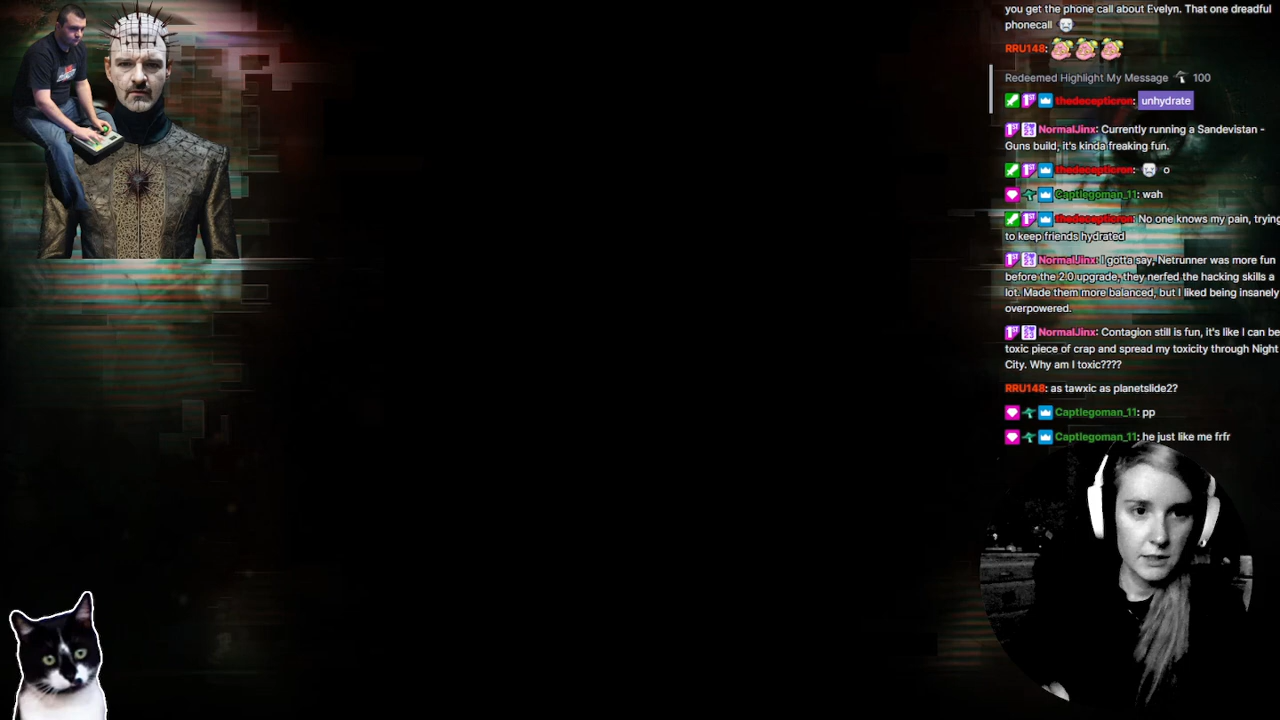 you get the phone call about Evelyn. That one dreadful
phonecall
RRU148:
Redeemed Highlight My Message 100
thedecepticron: unhydrate
NormalJinx: Currently running a Sandevistan -
Guns build, it's kinda freaking fun.
thedecepticron: o
Captlegoman_11: wah
thedecepticron: No one knows my pain, trying
to keep friends hydrated
NormalJinx: I gotta say, Netrunner was more fun
before the 2.0 upgrade, they nerfed the hacking skills a
lot. Made them more balanced, but I liked being insanely
overpowered.
NormalJinx: Contagion still is fun, it's like I can be
toxic piece of crap and spread my toxicity through Night
City. Why am I toxic????
RRU148: as tawxic as planetslide2??
Captlegoman_11: pp
Captlegoman_11: he just like me frfr